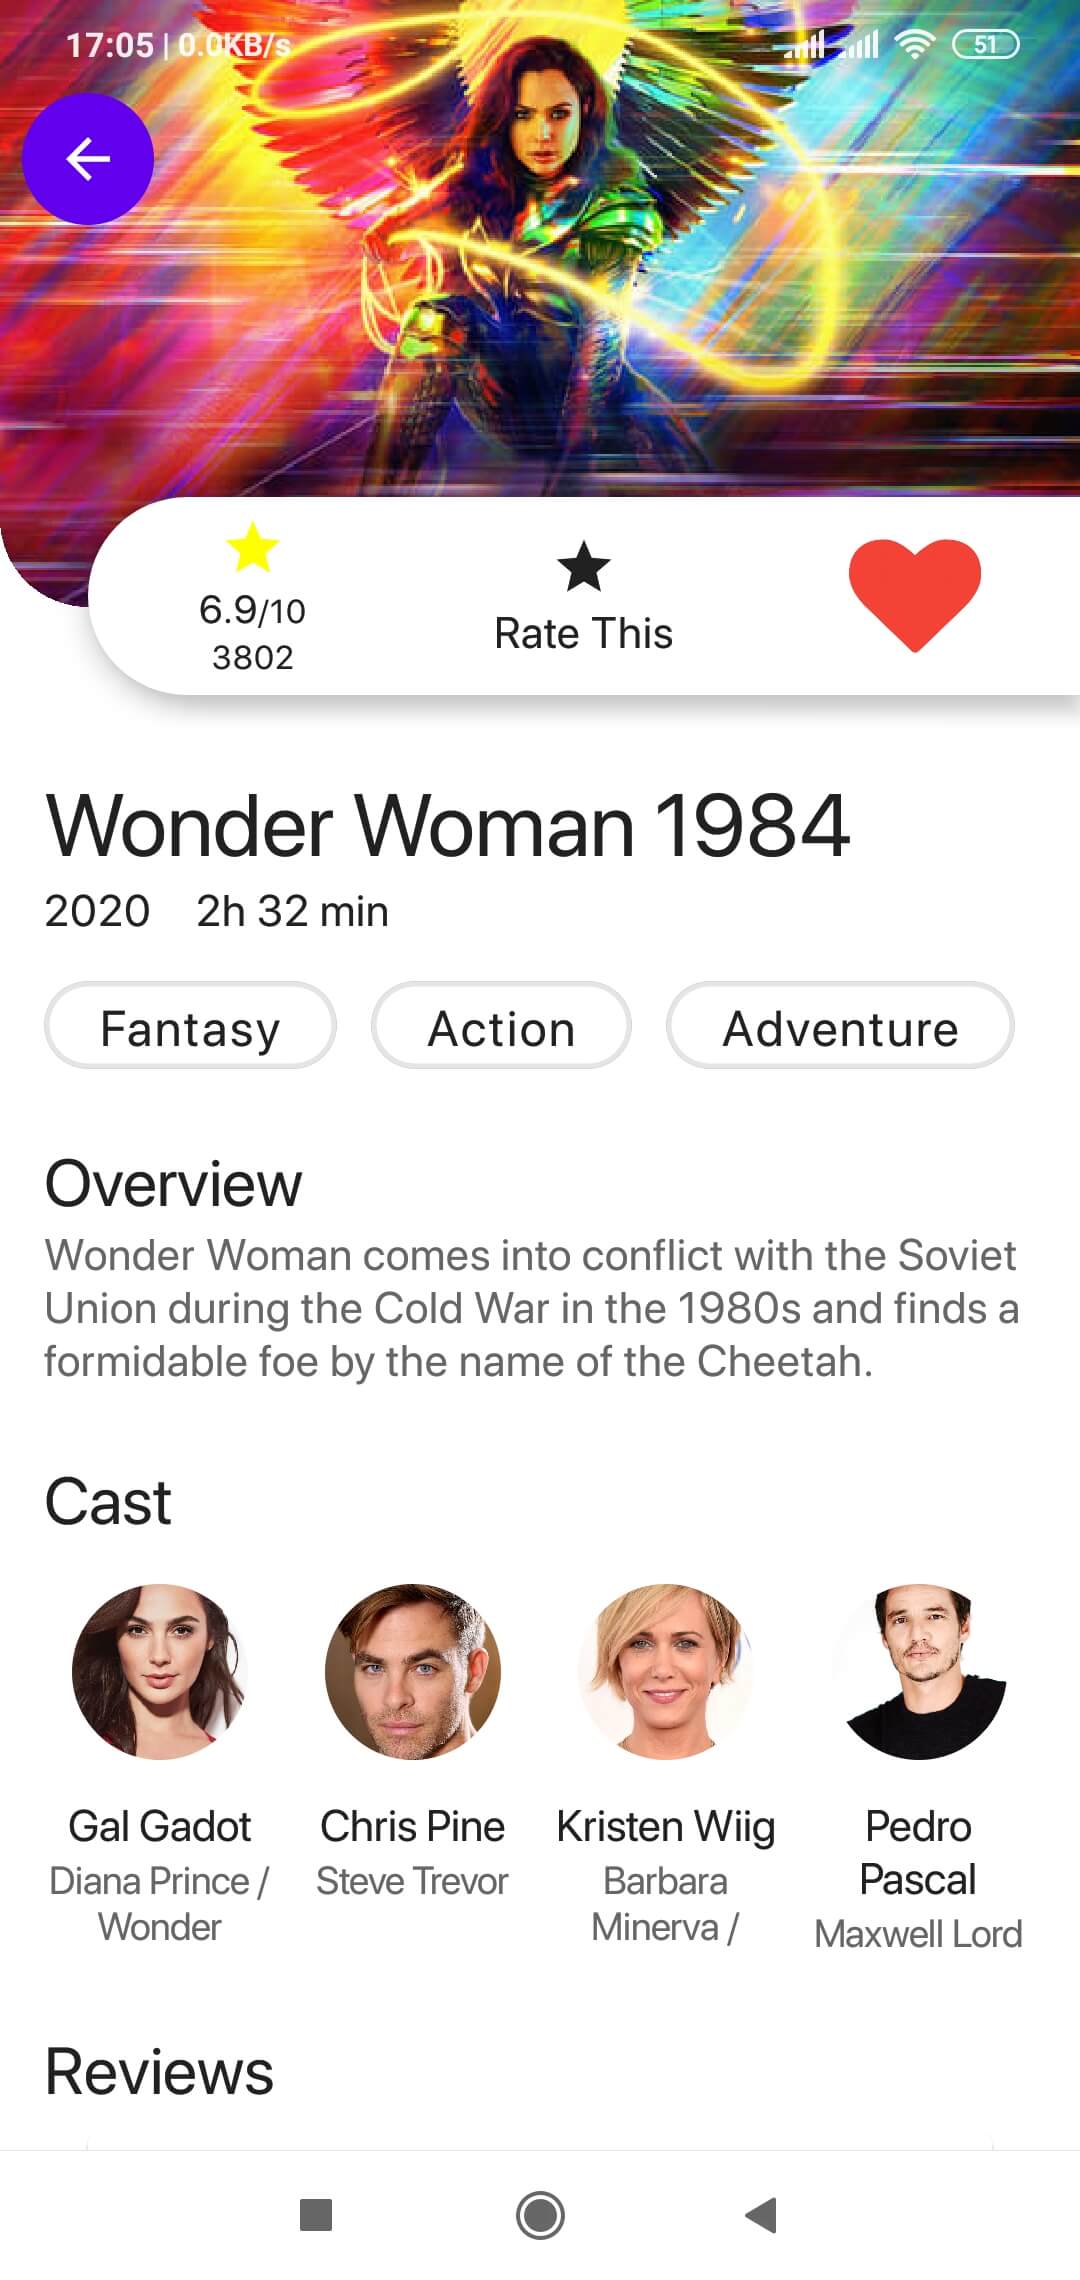 17:05 | 0.0KB/s 51
6.9/10
3802
Rate This
Wonder Woman 1984
2020 2h 32 min
Fantasy Action Adventure
Overview
Wonder Woman comes into conflict with the Soviet
Union during the Cold War in the 1980s and finds a
formidable foe by the name of the Cheetah.
Cast
Gal Gadot
Diana Prince /
Wonder
Chris Pine
Steve Trevor
Kristen Wiig
Barbara
Minerva /
Pedro
Pascal
Maxwell Lord
Reviews